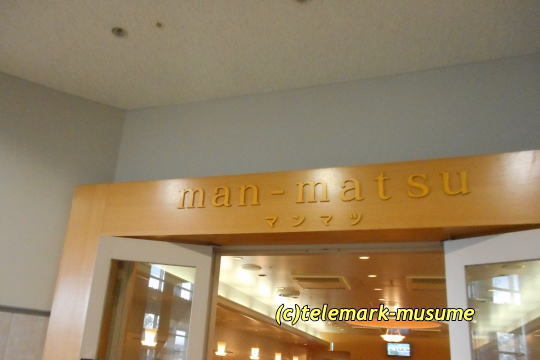 man-matsu
マンマツ
(c)telemark-musume